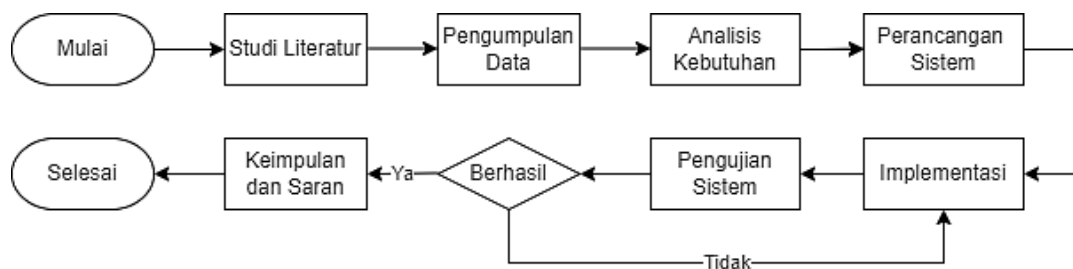 Mulai
Studi Literatur
Pengumpulan
Data
Analisis
Kebutuhan
Perancangan
Sistem
Selesai
Keimpulan
dan Saran
Ya
Berhasil
Pengujian
Sistem
Implementasi
Tidak